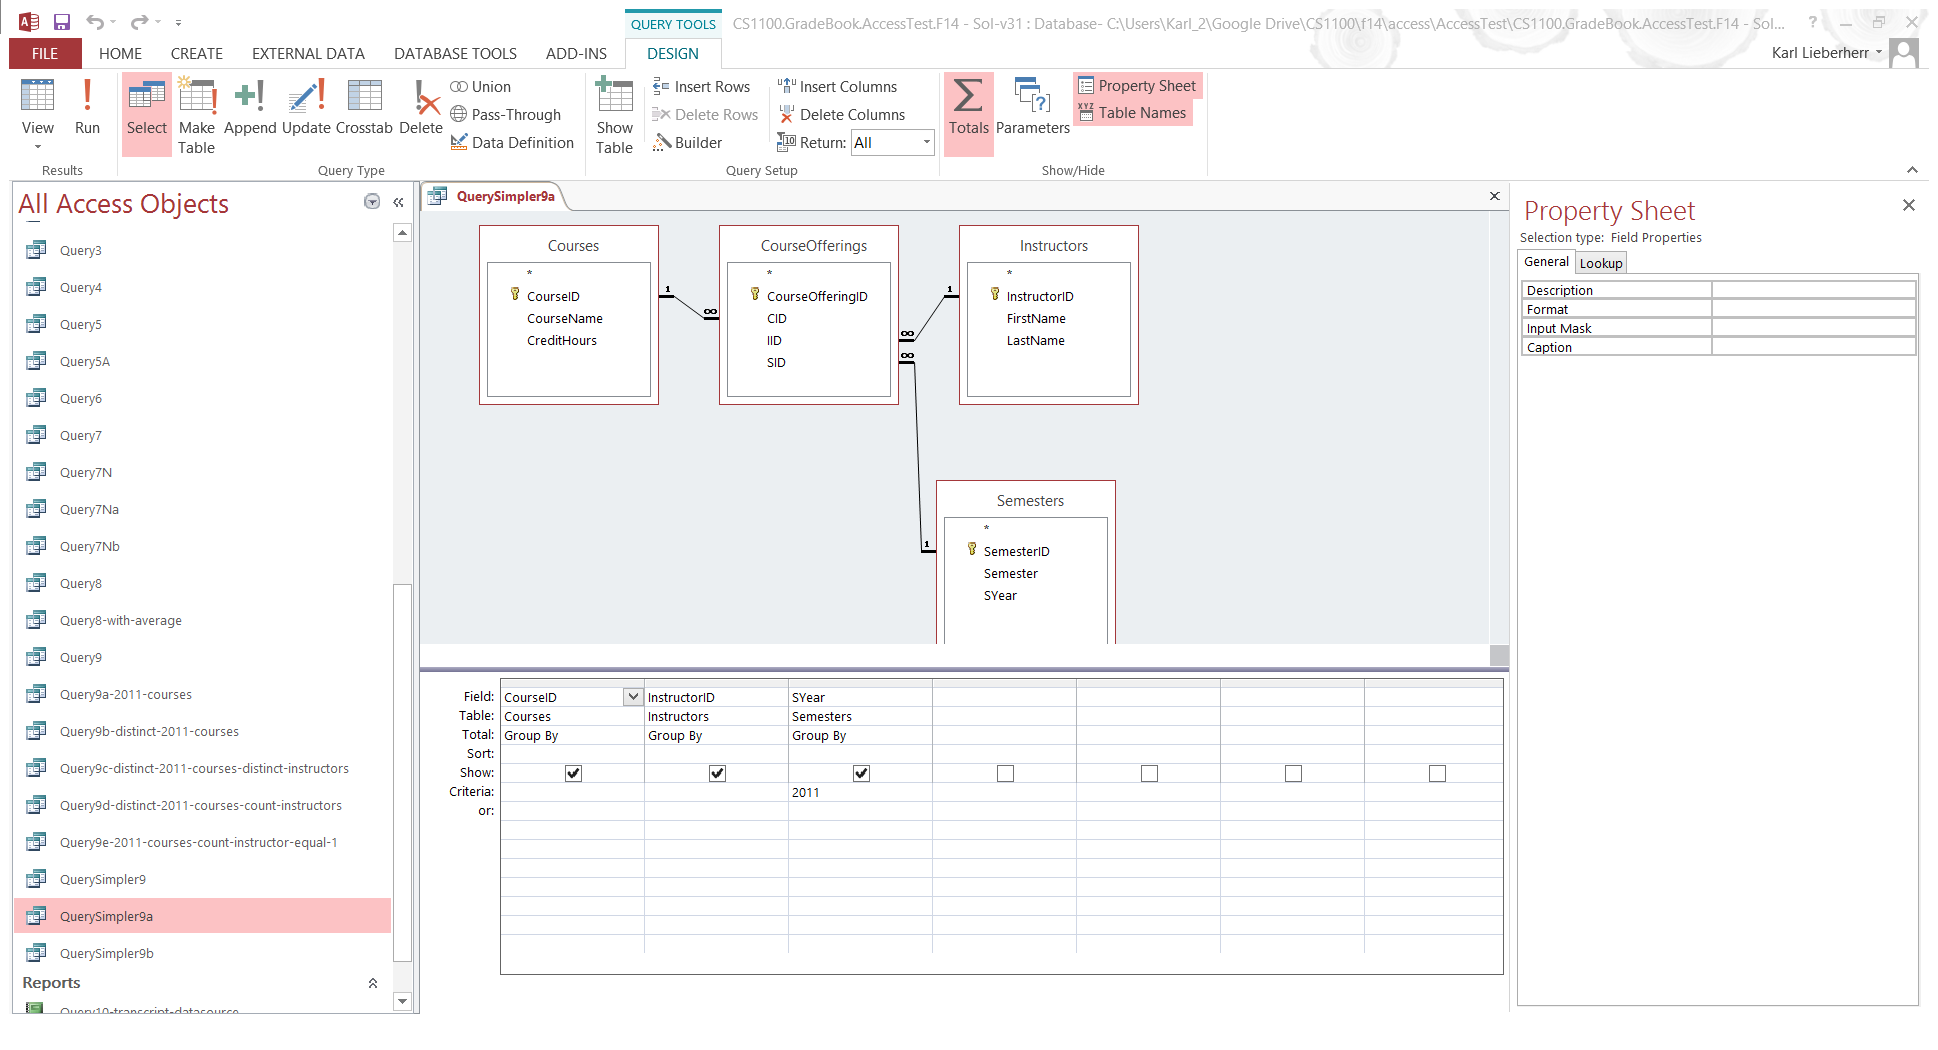 QUERY TOOLS
CS1100.GradeBook.AccessTest.F14 - Sol-v31 : Database- C:\Users\Karl_2\Google Drive\CS1100\f14\access\AccessTest\CS1100.GradeBook.AccessTest.F14 - Sol...
FILE HOME CREATE EXTERNAL DATA DATABASE TOOLS ADD-INS DESIGN
Karl Lieberherr
View
Run
Select
Make Table
Append
Update
Crosstab
Delete
Union
Pass-Through
Data Definition
Show Table
Insert Rows
Delete Rows
Builder
Insert Columns
Delete Columns
Return: All
Totals
Parameters
Property Sheet
Table Names
Results
Query Type
Query Setup
Show/Hide
All Access Objects
Query3
Query4
Query5
Query5A
Query6
Query7
Query7N
Query7Na
Query7Nb
Query8
Query8-with-average
Query9
Query9a-2011-courses
Query9b-distinct-2011-courses
Query9c-distinct-2011-courses-distinct-instructors
Query9d-distinct-2011-courses-count-instructors
Query9e-2011-courses-count-instructor-equal-1
QuerySimpler9
QuerySimpler9a
QuerySimpler9b
Reports
Query10-transcript-datasource
QuerySimpler9a
Courses
*
CourseID
CourseName
CreditHours
1
∞
CourseOfferings
*
CourseOfferingID
CID
IID
SID
1
∞
∞
Instructors
*
InstructorID
FirstName
LastName
1
Semesters
*
SemesterID
Semester
SYear
Field: CourseID InstructorID SYear
Table: Courses Instructors Semesters
Total: Group By Group By Group By
Sort:
Show:
Criteria: 2011
or:
Property Sheet
Selection type: Field Properties
General Lookup
Description
Format
Input Mask
Caption